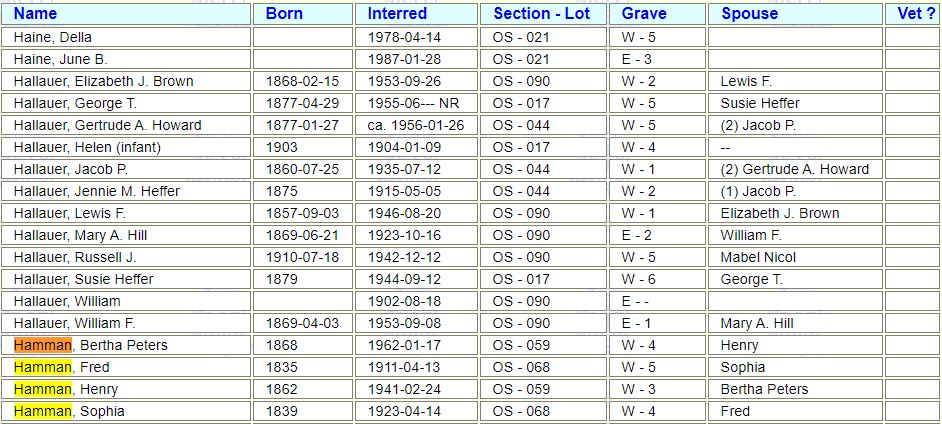 Name Born Interred Section - Lot Grave Spouse Vet ?
Haine, Della 1978-04-14 OS - 021 W - 5
Haine, June B. 1987-01-28 OS - 021 E - 3
Hallauer, Elizabeth J. Brown 1868-02-15 1953-09-26 OS - 090 W - 2 Lewis F.
Hallauer, George T. 1877-04-29 1955-06--- NR OS - 017 W - 5 Susie Heffer
Hallauer, Gertrude A. Howard 1877-01-27 ca. 1956-01-26 OS - 044 W - 5 (2) Jacob P.
Hallauer, Helen (infant) 1903 1904-01-09 OS - 017 W - 4 --
Hallauer, Jacob P. 1860-07-25 1935-07-12 OS - 044 W - 1 (2) Gertrude A. Howard
Hallauer, Jennie M. Heffer 1875 1915-05-05 OS - 044 W - 2 (1) Jacob P.
Hallauer, Lewis F. 1857-09-03 1946-08-20 OS - 090 W - 1 Elizabeth J. Brown
Hallauer, Mary A. Hill 1869-06-21 1923-10-16 OS - 090 E - 2 William F.
Hallauer, Russell J. 1910-07-18 1942-12-12 OS - 090 W - 5 Mabel Nicol
Hallauer, Susie Heffer 1879 1944-09-12 OS - 017 W - 6 George T.
Hallauer, William 1902-08-18 OS - 090 E - -
Hallauer, William F. 1869-04-03 1953-09-08 OS - 090 E - 1 Mary A. Hill
Hamman, Bertha Peters 1868 1962-01-17 OS - 059 W - 4 Henry
Hamman, Fred 1835 1911-04-13 OS - 068 W - 5 Sophia
Hamman, Henry 1862 1941-02-24 OS - 059 W - 3 Bertha Peters
Hamman, Sophia 1839 1923-04-14 OS - 068 W - 4 Fred